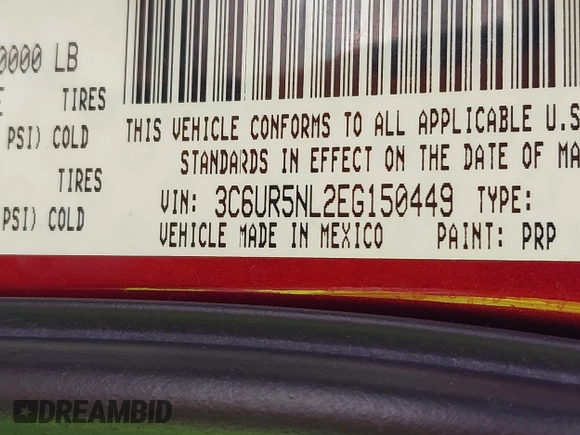 0000 LB
TIRES
PSI) COLD
TIRES
PSI) COLD
THIS VEHICLE CONFORMS TO ALL APPLICABLE U.S
STANDARDS IN EFFECT ON THE DATE OF MA
VIN: 3C6UR5NL2EG150449 TYPE:
VEHICLE MADE IN MEXICO PAINT: PRP
DREAMBID